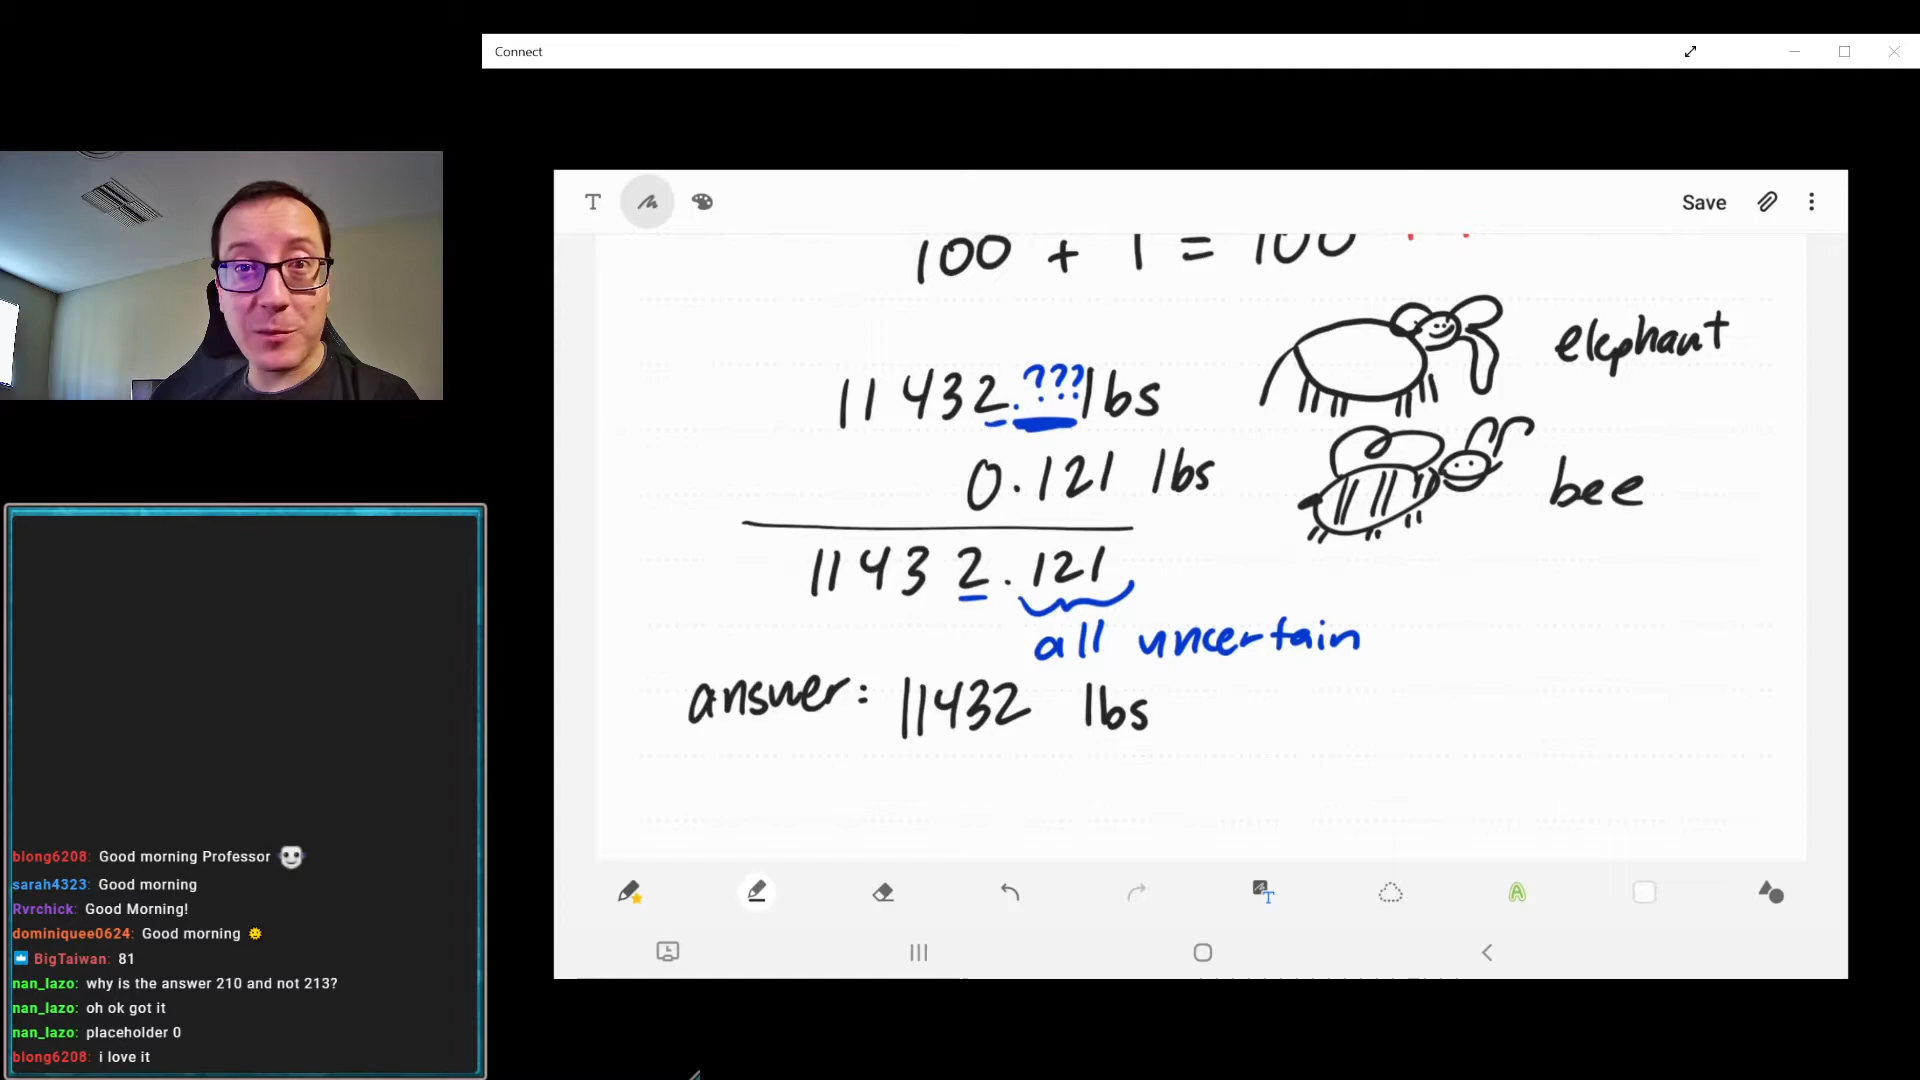 Connect
T
Save
100 + 1 = 100
11432.??? lbs
elephant
0.121 lbs
bee
11432.121
all uncertain
answer: 11432 lbs
T
A
blong6208: Good morning Professor
sarah4323: Good morning
Rvrchick: Good Morning!
dominiquee0624: Good morning
BigTaiwan: 81
nan_lazo: why is the answer 210 and not 213?
nan_lazo: oh ok got it
nan_lazo: placeholder 0
blong6208: i love it